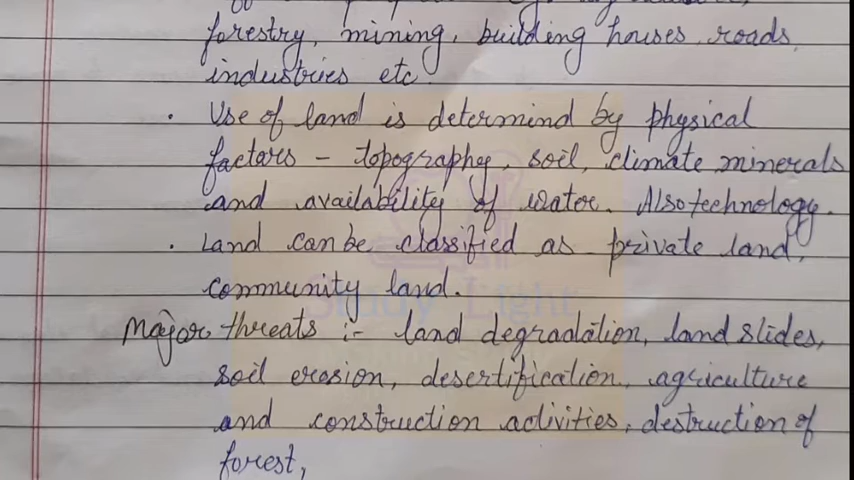 forestry, mining, building houses, roads,
industries etc
· Use of land is determind by physical
factors - topography, soil, climate, minerals
and availability of water. Also technology.
· Land can be classified as private land,
community land.
Major threats :- land degradation, land slides,
soil erosion, desertification, agriculture
and construction activities, destruction of
forest,
Study Light